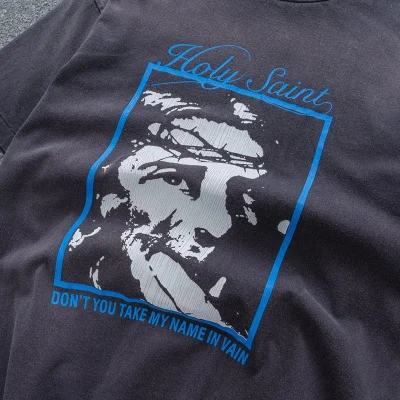 Holy Saint
DON'T YOU TAKE MY NAME IN VAIN